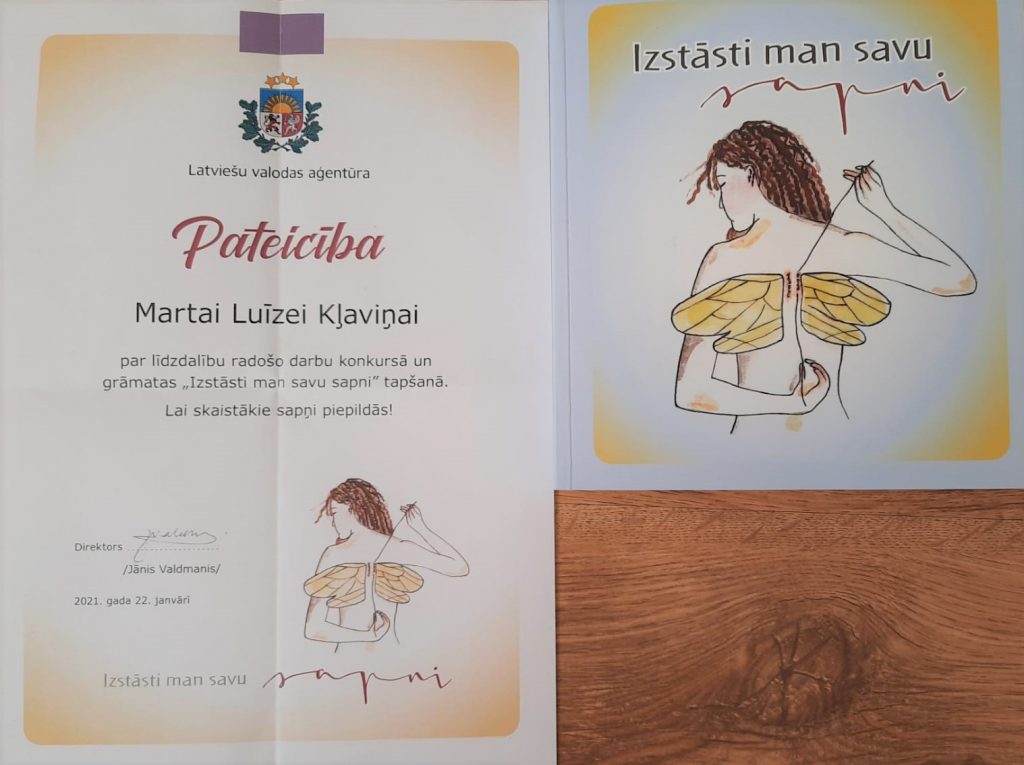 Latviešu valodas aģentūra
Pateicība
Martai Luīzei Kļaviņai
par līdzdalību radošo darbu konkursā un
grāmatas „Izstāsti man savu sapni” tapšanā.
Lai skaistākie sapņi piepildās!
Direktors
/Jānis Valdmanis/
2021. gada 22. janvārī
Izstāsti man savu sapni
Izstāsti man savu
sapni